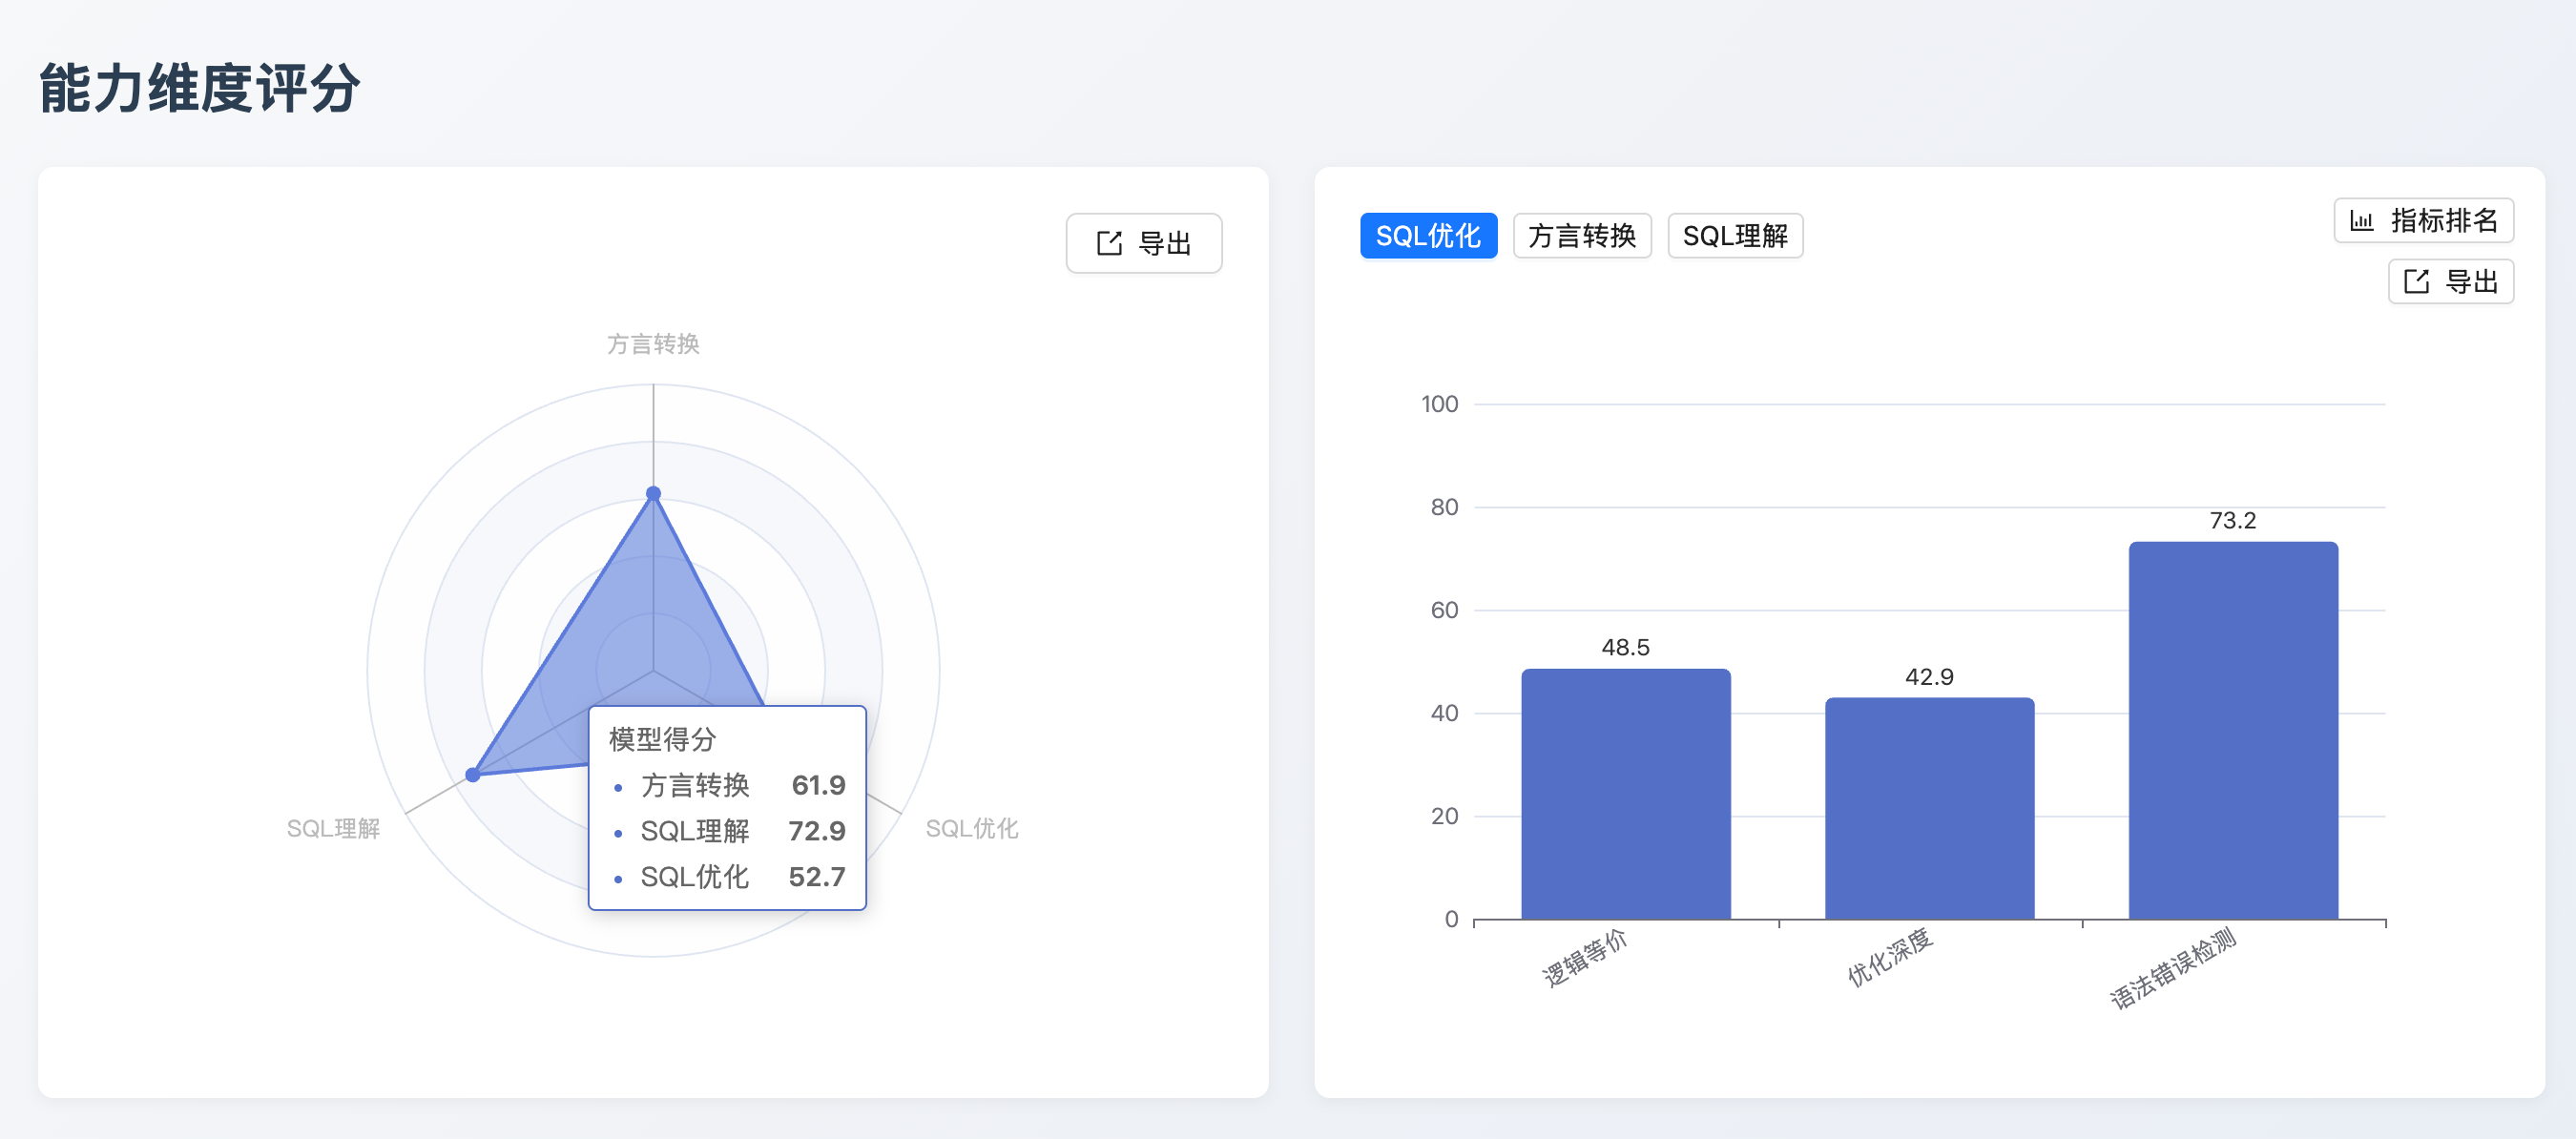 能力维度评分
导出
方言转换
SQL理解
SQL优化
模型得分
方言转换 61.9
SQL理解 72.9
SQL优化 52.7
SQL优化 方言转换 SQL理解
指标排名
导出
100
80
60
40
20
0
48.5
42.9
73.2
逻辑等价
优化深度
语法错误检测